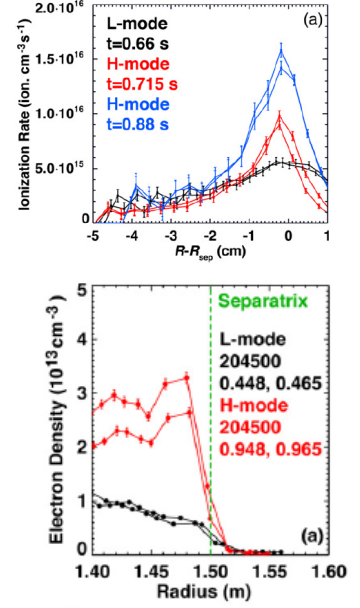 2.0•10¹⁶
(a)
L-mode
t=0.66 s
H-mode
t=0.715 s
H-mode
t=0.88 s
1.5•10¹⁶
1.0•10¹⁶
5.0•10¹⁵
0
Ionization Rate (ion. cm⁻³s⁻¹)
-5 -4 -3 -2 -1 0 1
R-Rsep (cm)
5
4
3
2
1
0
Electron Density (10¹³cm⁻³)
Separatrix
L-mode
204500
0.448, 0.465
H-mode
204500
0.948, 0.965
(a)
1.40 1.45 1.50 1.55 1.60
Radius (m)